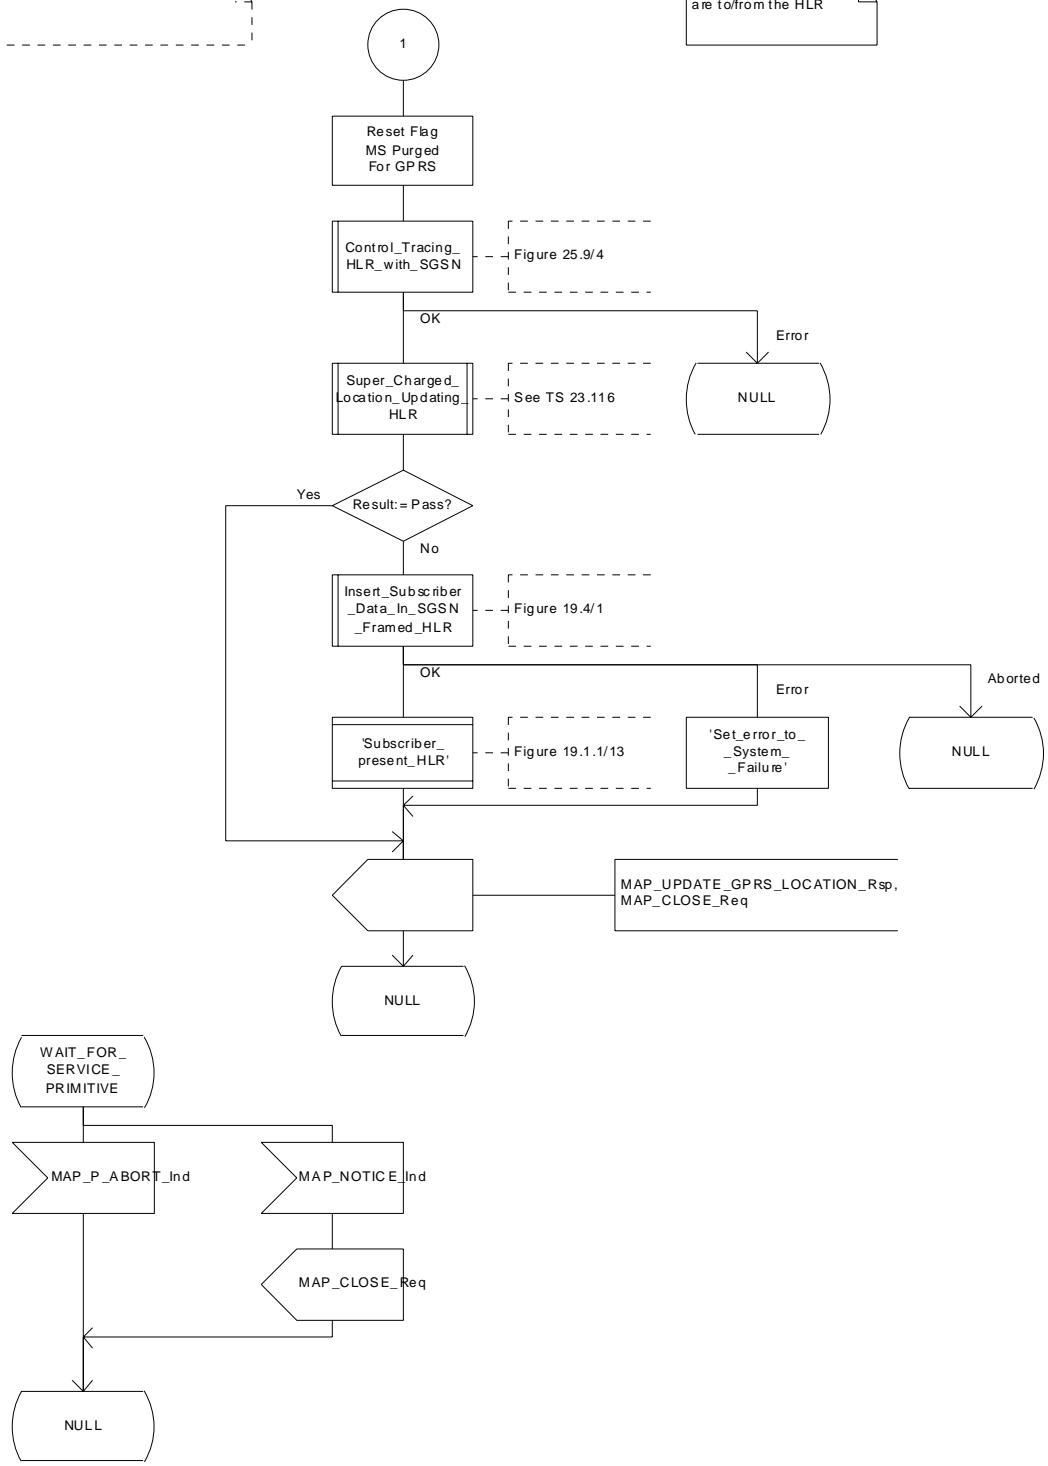 are to/from the HLR
1
Reset Flag
MS Purged
For GPRS
Control_Tracing_
HLR_with_SGSN
Figure 25.9/4
OK
Error
Super_Charged_
Location_Updating_
HLR
See TS 23.116
NULL
Yes
Result:=Pass?
No
Insert_Subscriber
_Data_In_SGSN
_Framed_HLR
Figure 19.4/1
OK
Error
Aborted
'Subscriber_
present_HLR'
Figure 19.1.1/13
'Set_error_to_
_System_
_Failure'
NULL
MAP_UPDATE_GPRS_LOCATION_Rsp,
MAP_CLOSE_Req
NULL
WAIT_FOR_
SERVICE_
PRIMITIVE
MAP_P_ABORT_Ind
MAP_NOTICE_Ind
MAP_CLOSE_Req
NULL